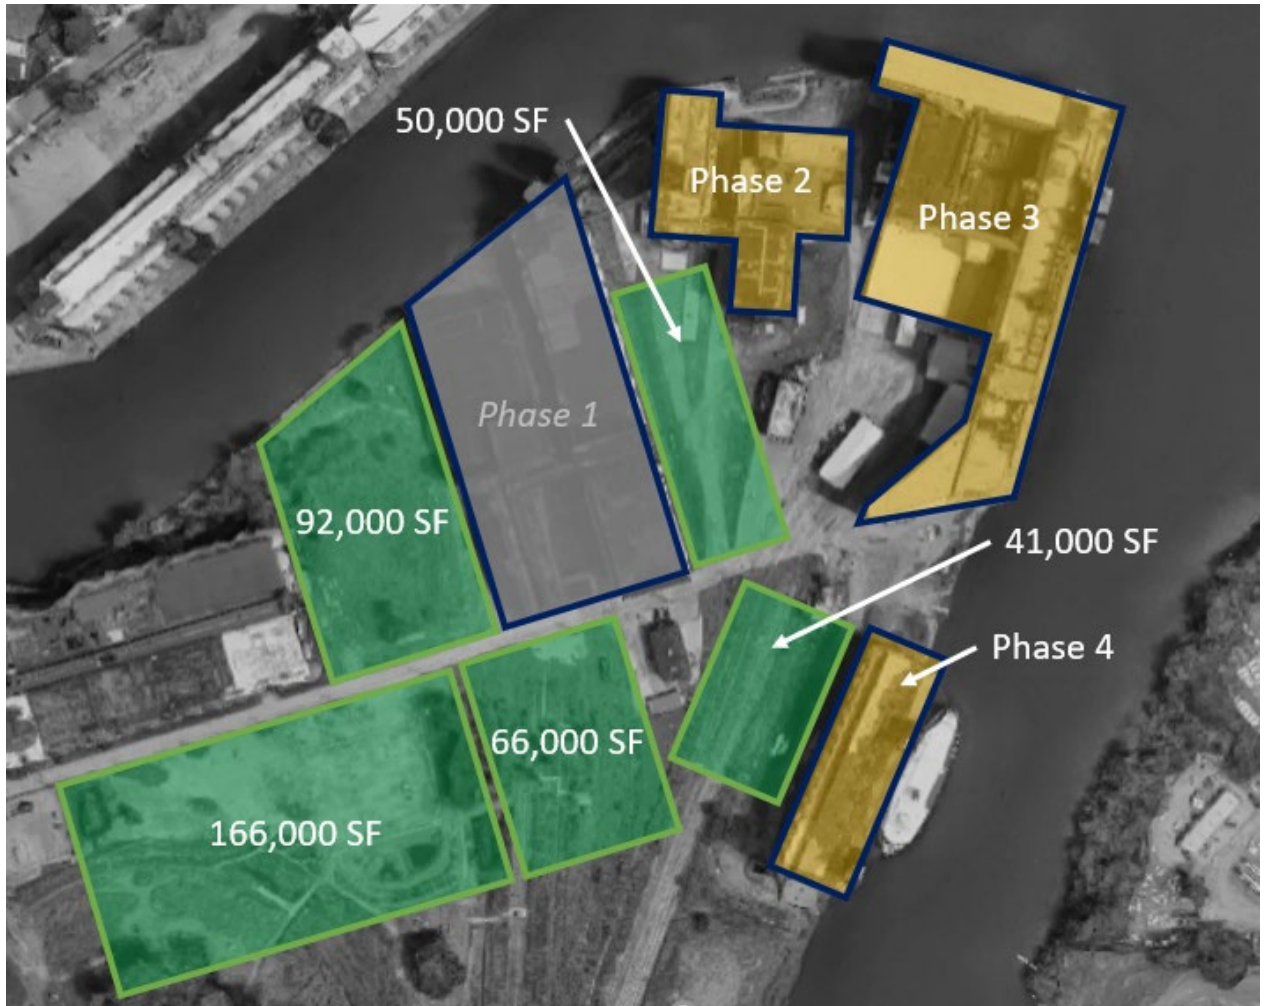 50,000 SF
Phase 2
Phase 3
Phase 1
92,000 SF
41,000 SF
Phase 4
66,000 SF
166,000 SF